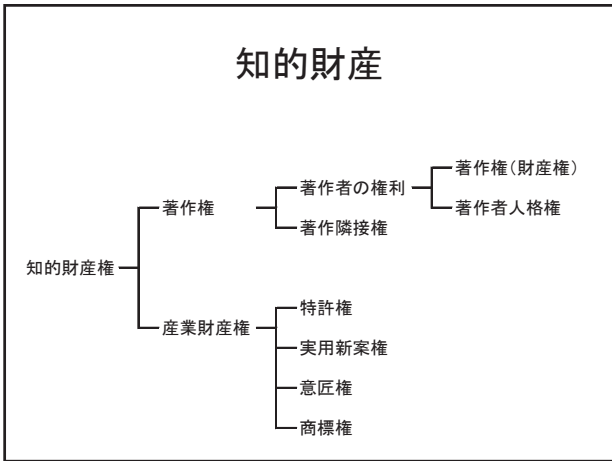 知的財産
著作権(財産権)
著作者の権利
著作権
著作者人格権
著作隣接権
知的財産権
特許権
産業財産権
実用新案権
意匠権
商標権